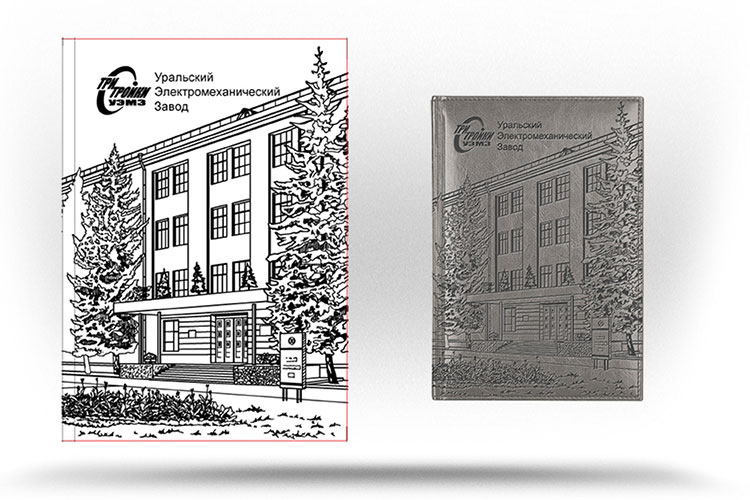 ТРИ
ТРОЙКИ
УЭМЗ
Уральский
Электромеханический
Завод
ТРИ
ТРОЙКИ
УЭМЗ
Уральский
Электромеханический
Завод